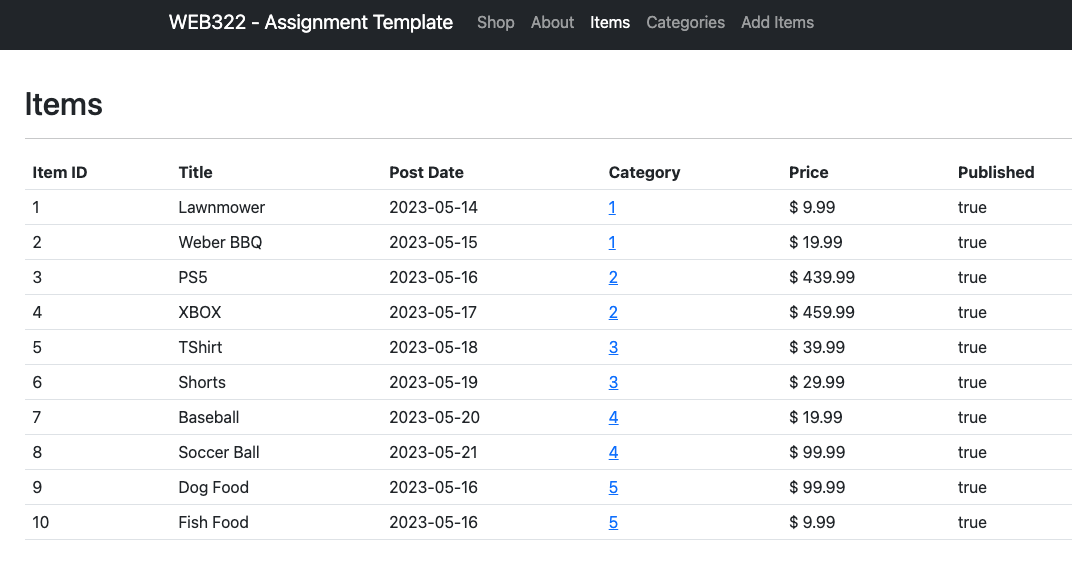 WEB322 - Assignment Template Shop About Items Categories Add Items
Items
Item ID Title Post Date Category Price Published
1 Lawnmower 2023-05-14 1 $ 9.99 true
2 Weber BBQ 2023-05-15 1 $ 19.99 true
3 PS5 2023-05-16 2 $ 439.99 true
4 XBOX 2023-05-17 2 $ 459.99 true
5 TShirt 2023-05-18 3 $ 39.99 true
6 Shorts 2023-05-19 3 $ 29.99 true
7 Baseball 2023-05-20 4 $ 19.99 true
8 Soccer Ball 2023-05-21 4 $ 99.99 true
9 Dog Food 2023-05-16 5 $ 99.99 true
10 Fish Food 2023-05-16 5 $ 9.99 true